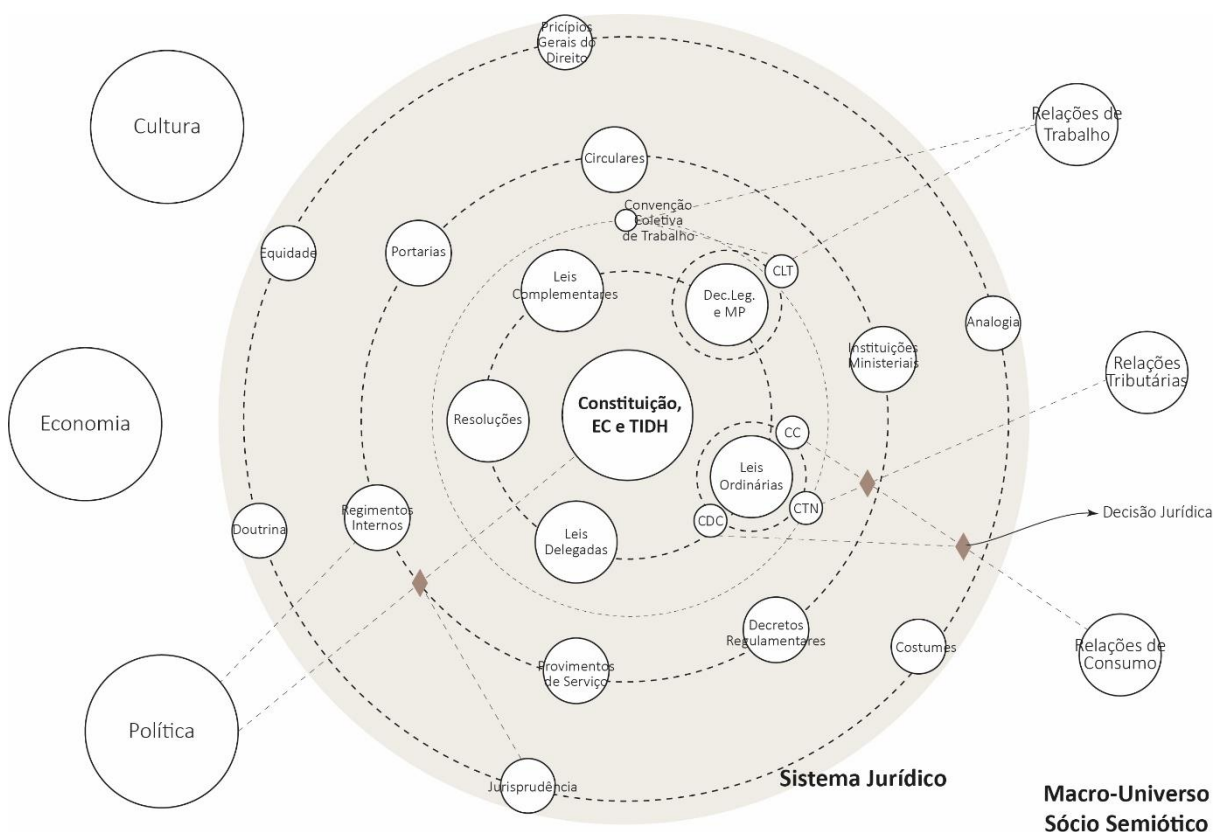 Pricípios
Gerais do
Direito
Cultura
Relações de
Trabalho
Circulares
Convenção
Coletiva
de Trabalho
Equidade
Portarias
CLT
Leis
Complementares
Dec.Leg.
e MP
Analogia
Instituições
Ministeriais
Relações
Tributárias
Economia
Resoluções
Constituição,
EC e TIDH
CC
Leis
Ordinárias
CTN
CDC
Decisão Jurídica
Regimentos
Internos
Doutrina
Leis
Delegadas
Decretos
Regulamentares
Costumes
Relações de
Consumo
Provimentos
de Serviço
Política
Jurisprudência
Sistema Jurídico
Macro-Universo
Sócio Semiótico